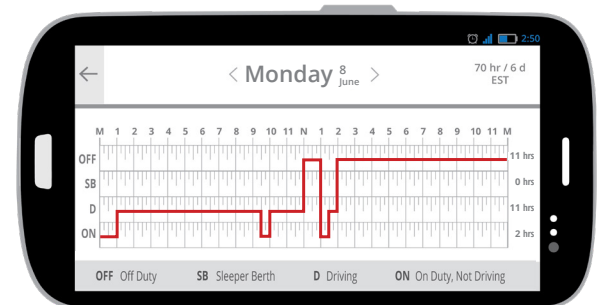 2:50
Monday 8 June
70 hr / 6 d
EST
M 1 2 3 4 5 6 7 8 9 10 11 N 1 2 3 4 5 6 7 8 9 10 11 M
OFF 11 hrs
SB 0 hrs
D 11 hrs
ON 2 hrs
OFF Off Duty SB Sleeper Berth D Driving ON On Duty, Not Driving